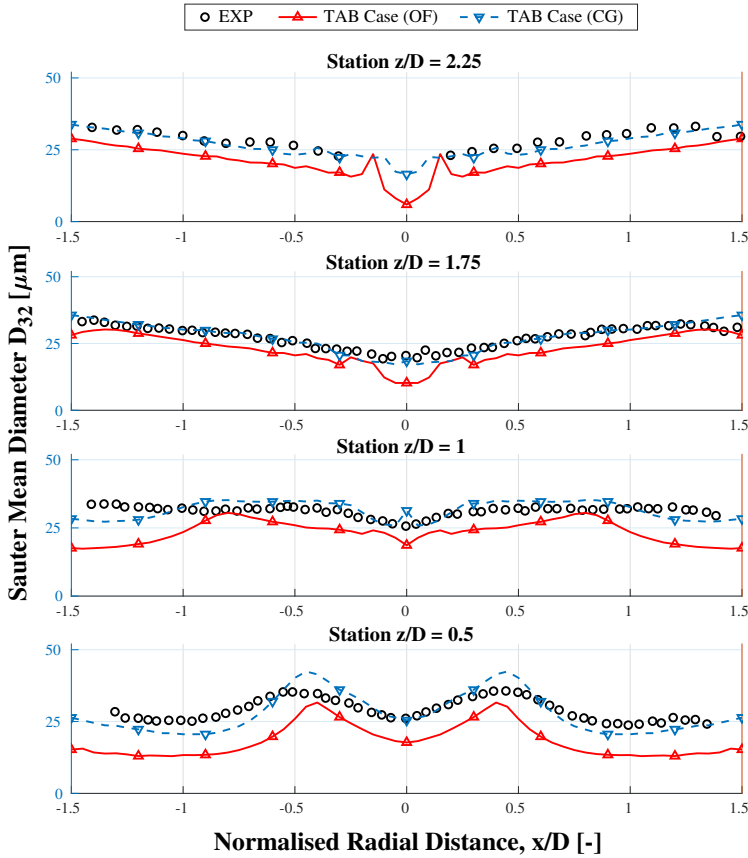 EXP TAB Case (OF) TAB Case (CG)
Station z/D = 2.25
50
25
0
-1.5 -1 -0.5 0 0.5 1 1.5
Station z/D = 1.75
50
25
0
-1.5 -1 -0.5 0 0.5 1 1.5
Station z/D = 1
50
25
0
-1.5 -1 -0.5 0 0.5 1 1.5
Station z/D = 0.5
50
25
0
-1.5 -1 -0.5 0 0.5 1 1.5
Sauter Mean Diameter D32 [μm]
Normalised Radial Distance, x/D [-]